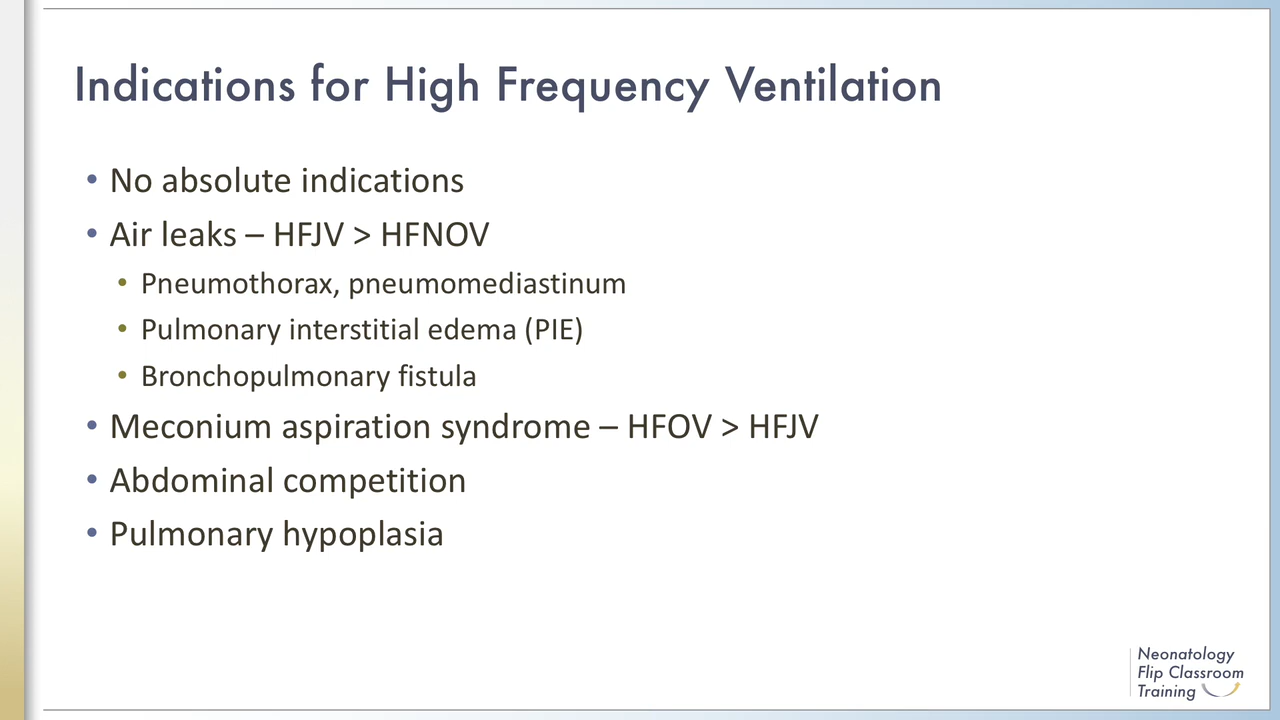 Indications for High Frequency Ventilation
• No absolute indications
• Air leaks – HFJV > HFNOV
• Pneumothorax, pneumomediastinum
• Pulmonary interstitial edema (PIE)
• Bronchopulmonary fistula
• Meconium aspiration syndrome – HFOV > HFJV
• Abdominal competition
• Pulmonary hypoplasia
Neonatology
Flip Classroom
Training